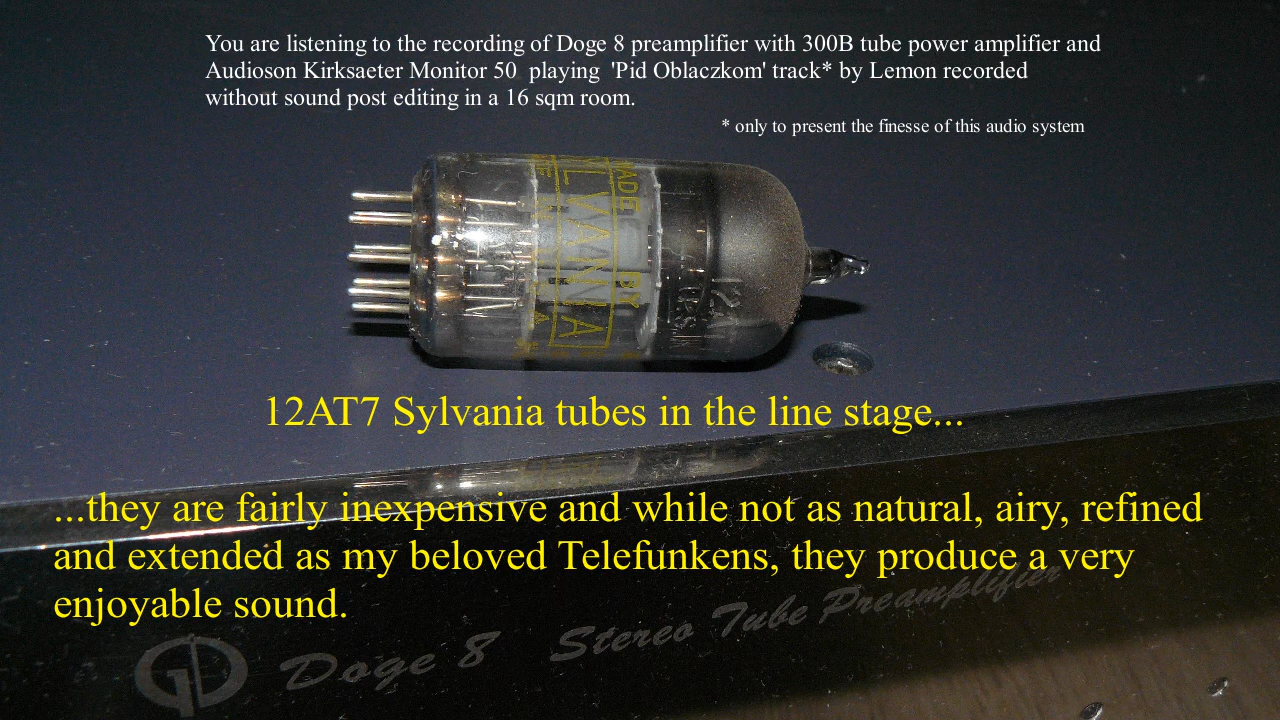 You are listening to the recording of Doge 8 preamplifier with 300B tube power amplifier and
Audioson Kirksaeter Monitor 50 playing 'Pid Oblaczkom' track* by Lemon recorded
without sound post editing in a 16 sqm room.
* only to present the finesse of this audio system
MADE BY
SYLVANIA
12AT7 Sylvania tubes in the line stage...
...they are fairly inexpensive and while not as natural, airy, refined
and extended as my beloved Telefunkens, they produce a very
enjoyable sound.
Doge 8 Stereo Tube Preamplifier